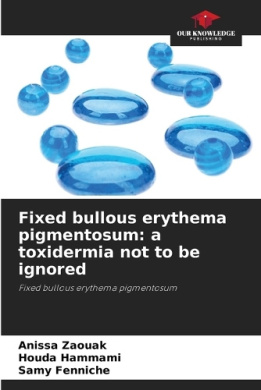 OUR KNOWLEDGE
PUBLISHING
Fixed bullous erythema
pigmentosum: a
toxidermia not to be
ignored
Fixed bullous erythema pigmentosum
Anissa Zaouak
Houda Hammami
Samy Fenniche